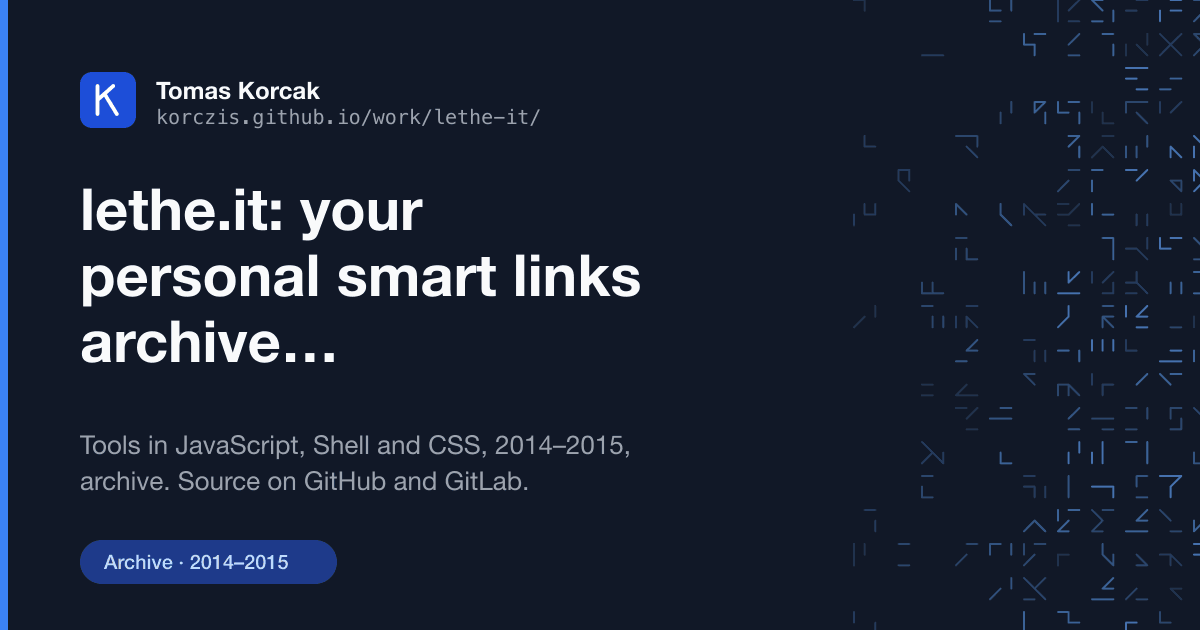 K
Tomas Korcak
korczis.github.io/work/lethe-it/
lethe.it: your
personal smart links
archive…
Tools in JavaScript, Shell and CSS, 2014–2015,
archive. Source on GitHub and GitLab.
Archive · 2014–2015